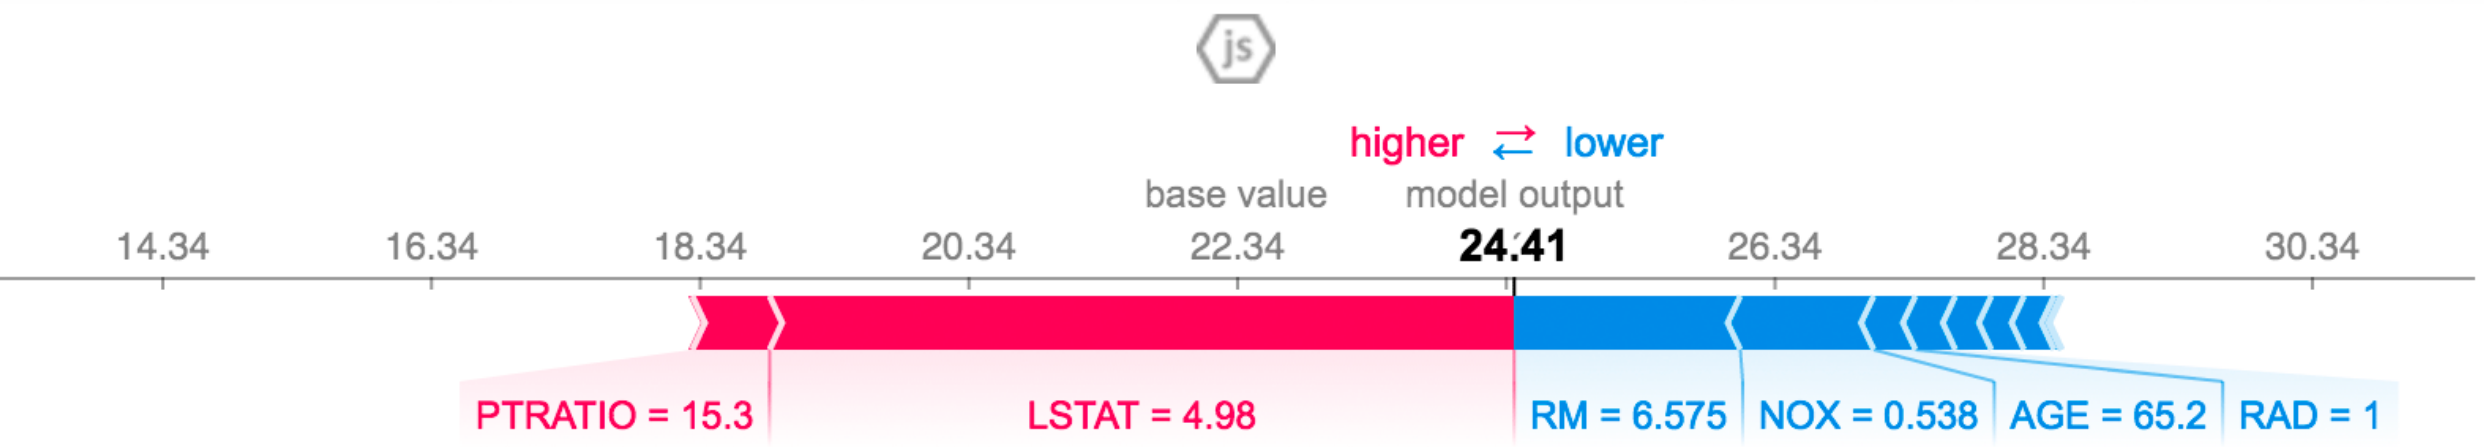 js
higher ⇄ lower
base value model output
14.34 16.34 18.34 20.34 22.34 24.41 26.34 28.34 30.34
PTRATIO = 15.3 LSTAT = 4.98 RM = 6.575 NOX = 0.538 AGE = 65.2 RAD = 1